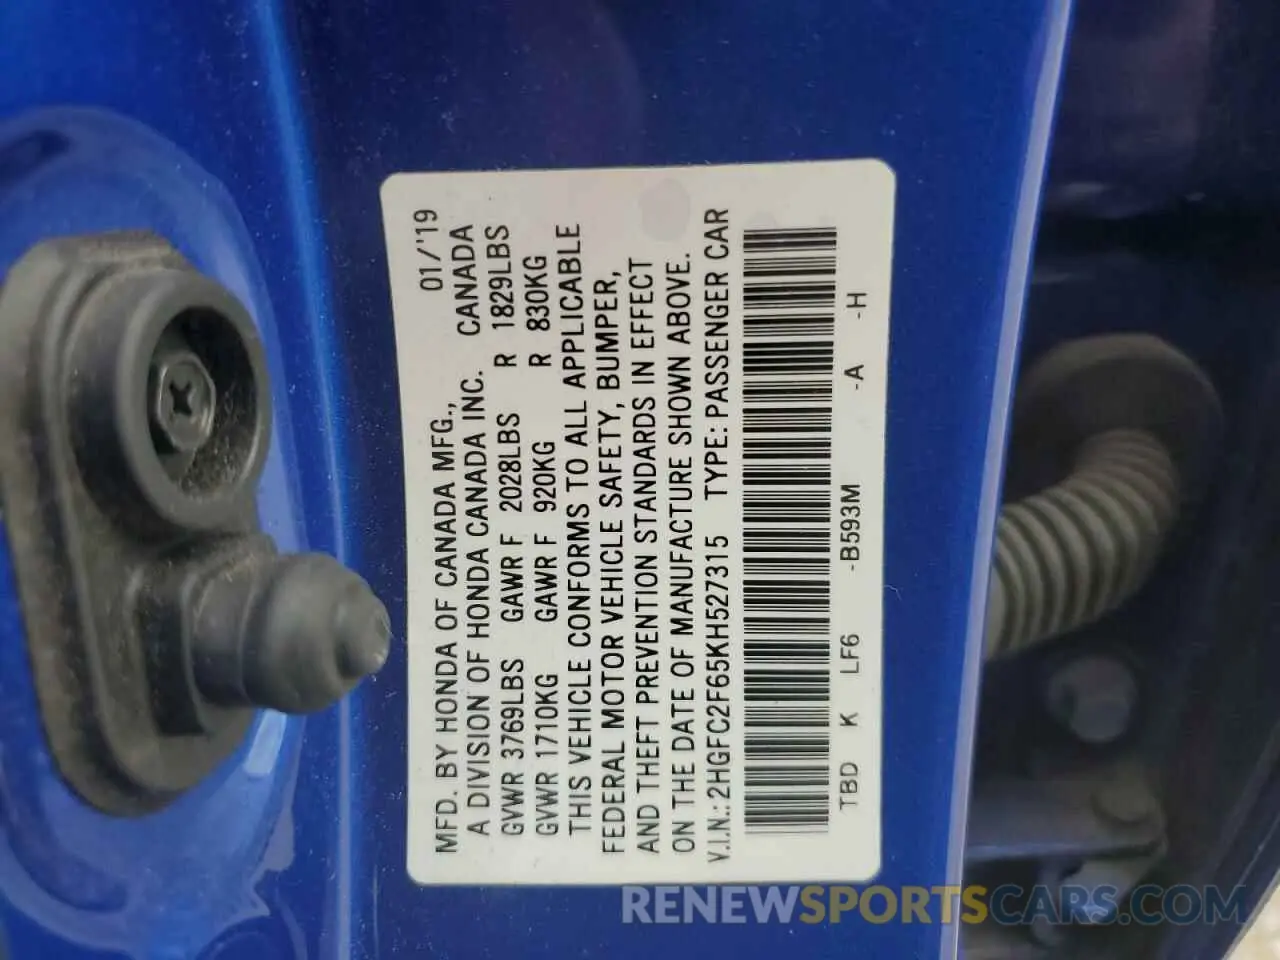 01/'19
MFD. BY HONDA OF CANADA MFG.,
A DIVISION OF HONDA CANADA INC. CANADA
GVWR 3769LBS GAWR F 2028LBS R 1829LBS
GVWR 1710KG GAWR F 920KG R 830KG
THIS VEHICLE CONFORMS TO ALL APPLICABLE
FEDERAL MOTOR VEHICLE SAFETY, BUMPER,
AND THEFT PREVENTION STANDARDS IN EFFECT
ON THE DATE OF MANUFACTURE SHOWN ABOVE.
V.I.N.: 2HGFC2F65KH527315 TYPE: PASSENGER CAR
TBD K LF6 -B593M -A -H
RENEWSPORTSCARS.COM